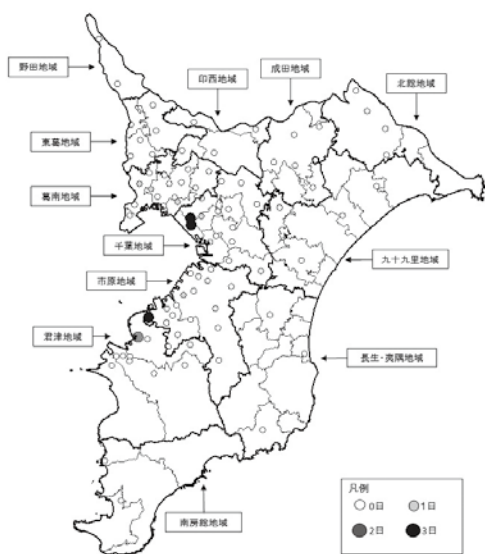 野田地域
印西地域
成田地域
北総地域
東葛地域
葛南地域
千葉地域
九十九里地域
市原地域
君津地域
長生・夷隅地域
南房総地域
凡例
0日
1日
2日
3日